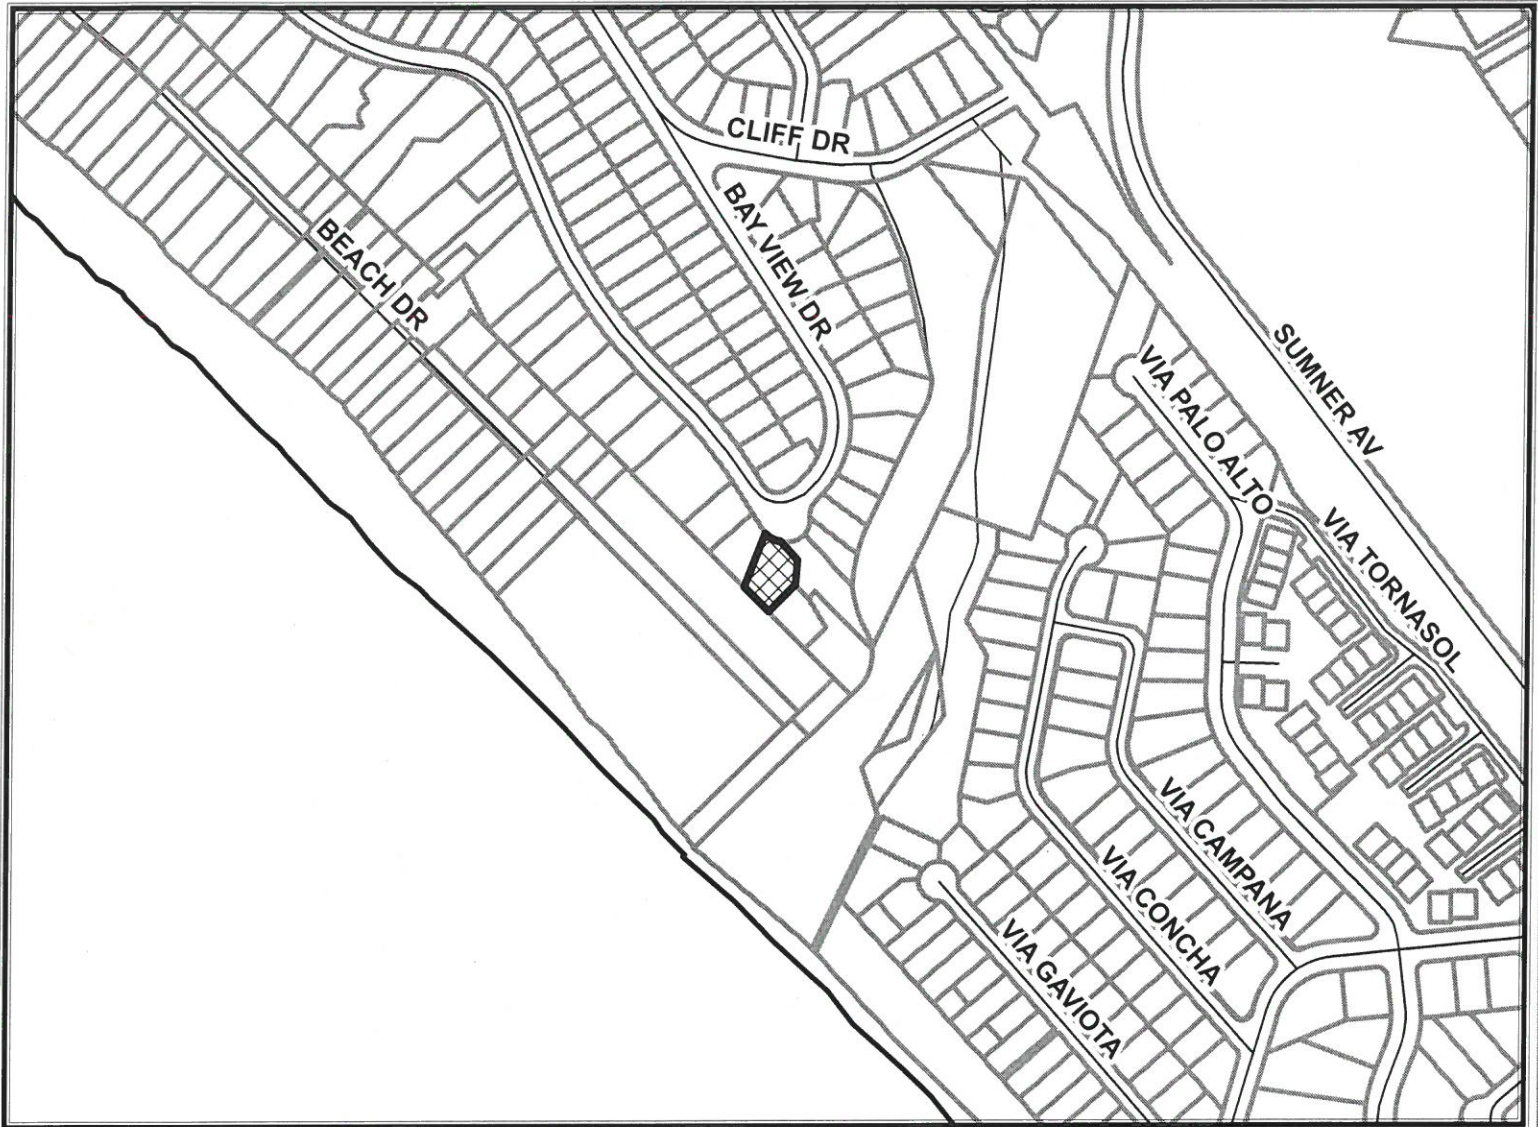 CLIFF DR
BAY VIEW DR
BEACH DR
SUMNER AV
VIA PALO ALTO
VIA TORNASOL
VIA CAMPANA
VIA CONCHA
VIA GAVIOTA